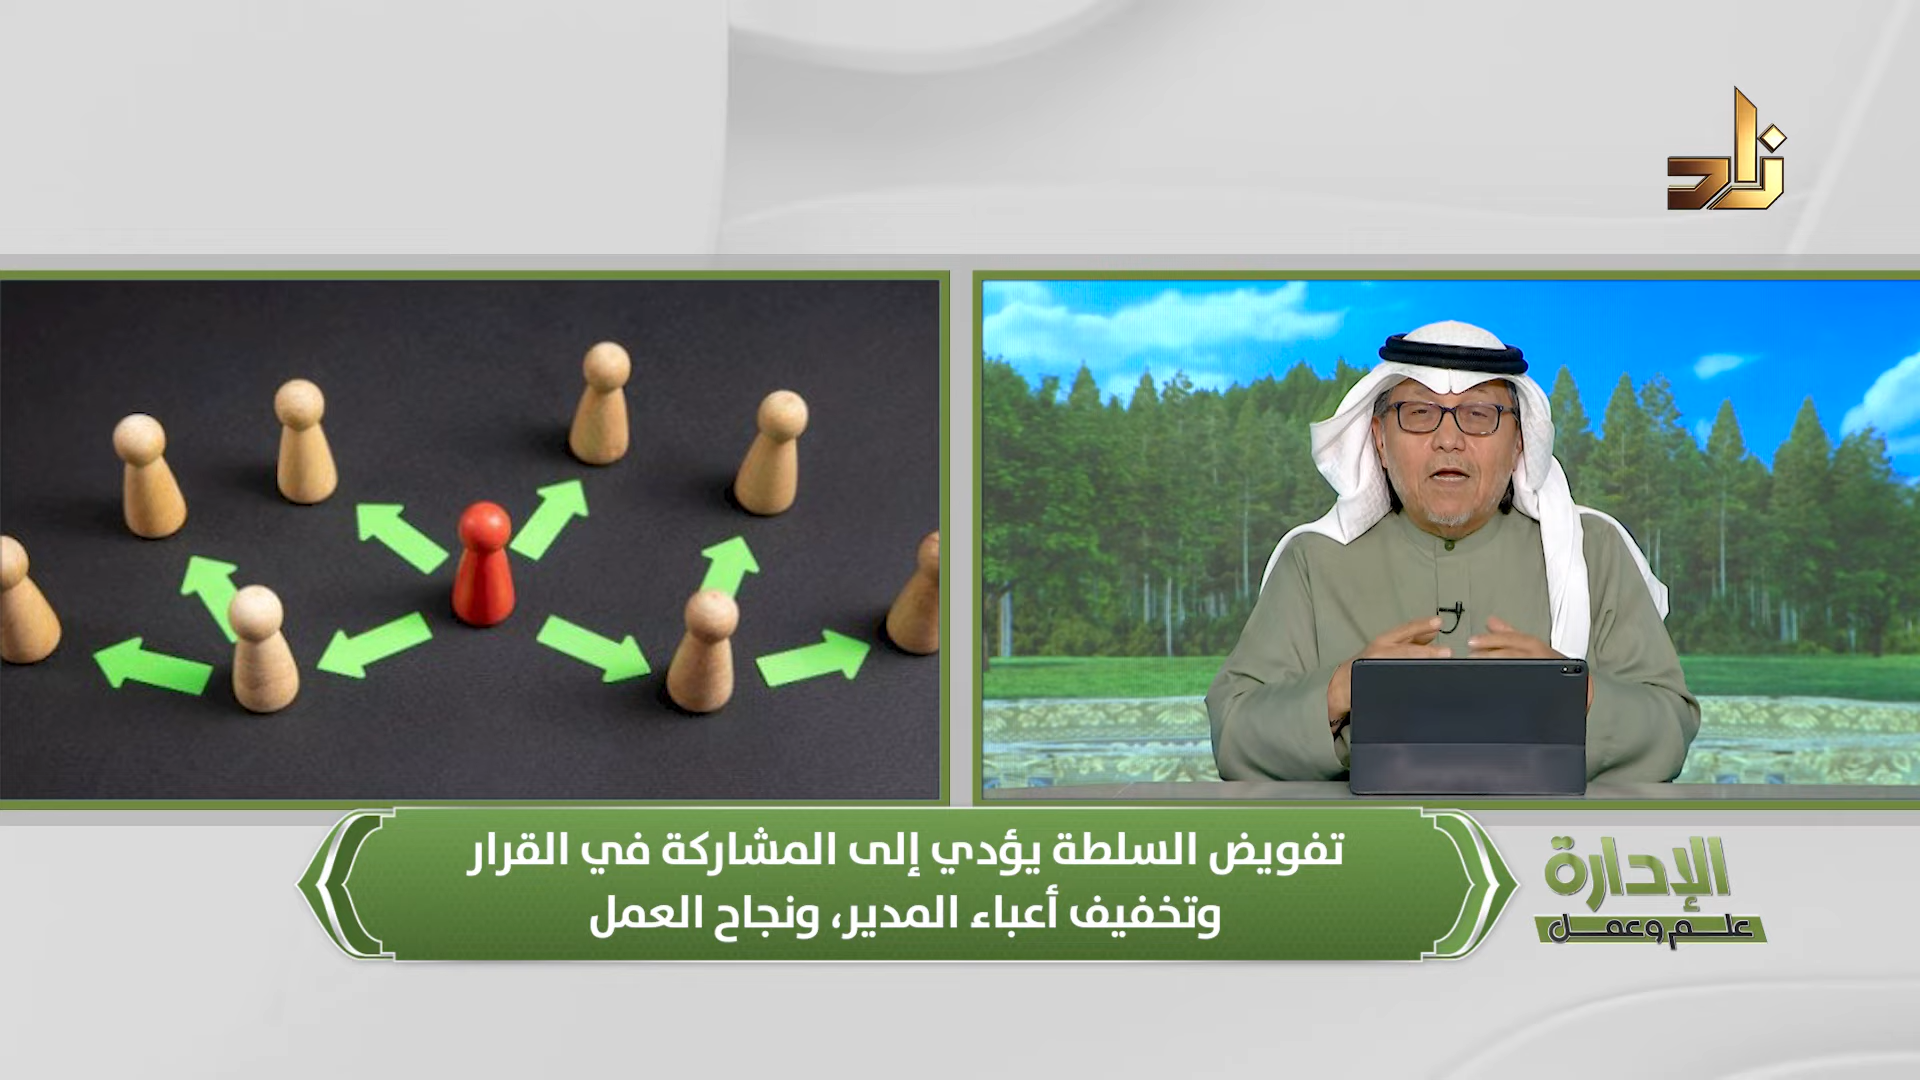 زاد
تفويض السلطة يؤدي إلى المشاركة في القرار
وتخفيف أعباء المدير، ونجاح العمل
الإدارة
علم وعمل